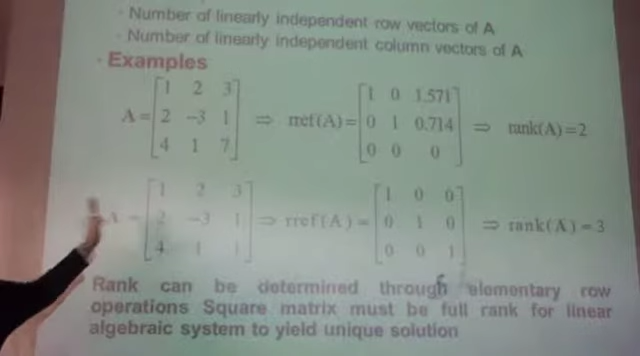 · Number of linearly independent row vectors of A
· Number of linearly independent column vectors of A
· Examples
A = [1 2 3; 2 −3 1; 4 1 7] ⇒ rref(A) = [1 0 1.571; 0 1 0.714; 0 0 0] ⇒ rank(A)=2
A = [1 2 3; 2 −3 1; 4 1 1] ⇒ rref(A) = [1 0 0; 0 1 0; 0 0 1] ⇒ rank(A)=3
Rank can be determined through elementary row
operations Square matrix must be full rank for linear
algebraic system to yield unique solution